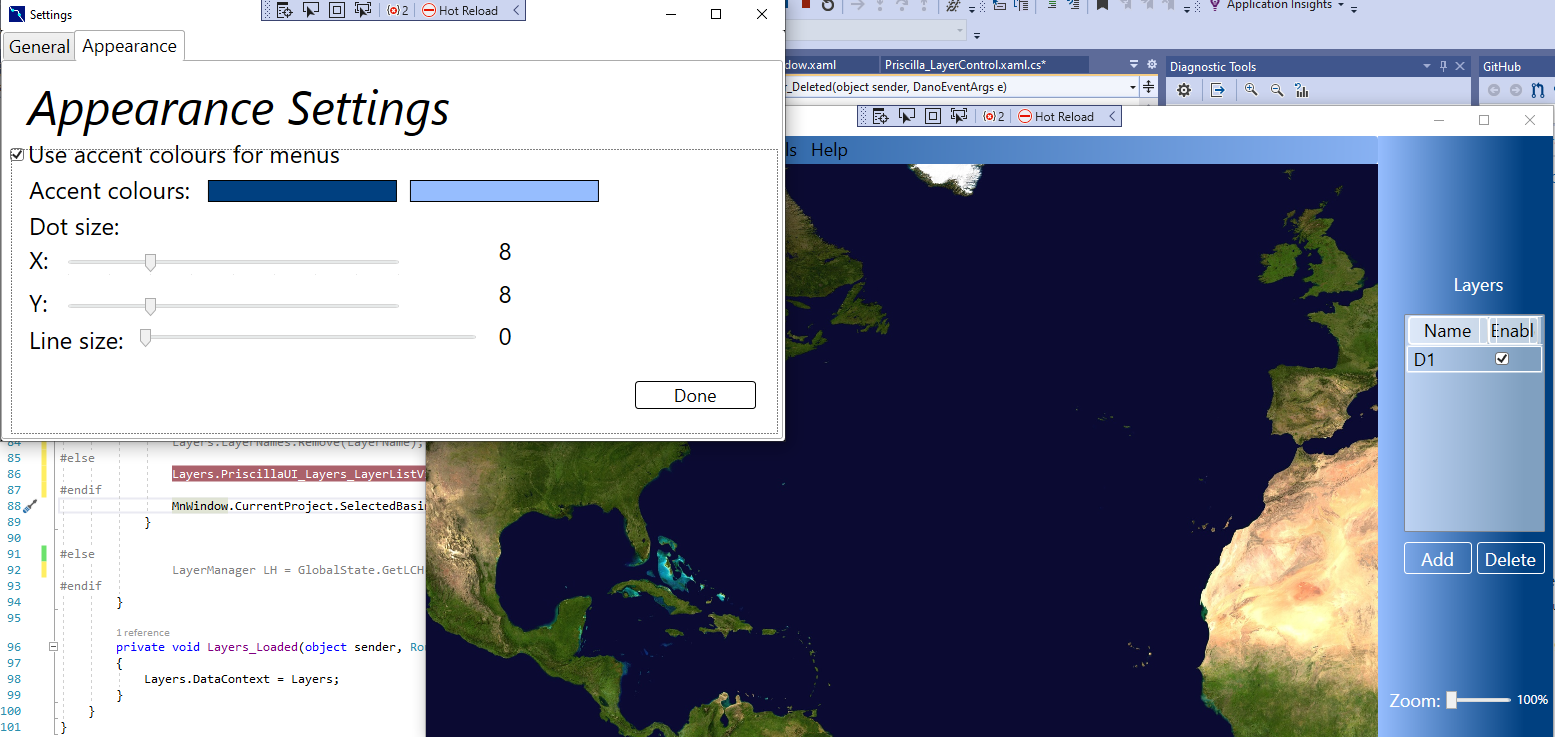 Settings
2 Hot Reload
General Appearance
Appearance Settings
Use accent colours for menus
Accent colours:
Dot size:
X: 8
Y: 8
Line size: 0
Done
Application Insights
dow.xaml Priscilla_LayerControl.xaml.cs*
_Deleted(object sender, DanoEventArgs e)
Diagnostic Tools
GitHub
2 Hot Reload
ls Help
Layers
Name Enabl
D1
Add Delete
Zoom: 100%
84 Layers.LayerNames.Remove(LayerName);
85 #else
86 Layers.PriscillaUI_Layers_LayerListV
87 #endif
88 MnWindow.CurrentProject.SelectedBasi
89 }
90
91 #else
92 LayerManager LH = GlobalState.GetLCH
93 #endif
94 }
95
1 reference
96 private void Layers_Loaded(object sender, Rou
97 {
98 Layers.DataContext = Layers;
99 }
100 }
101 }